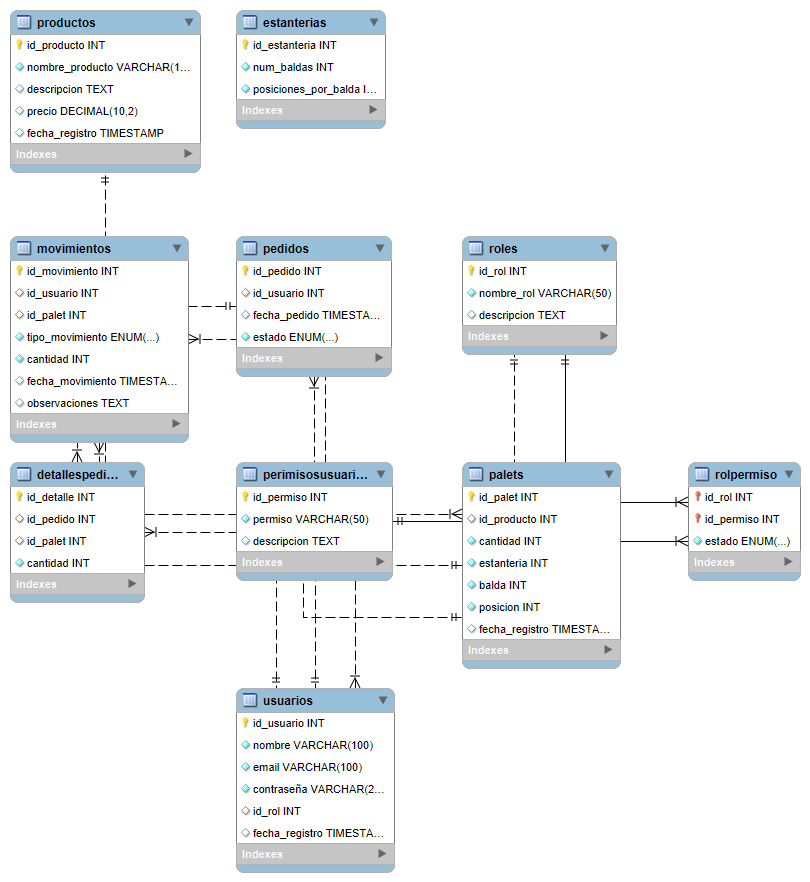 productos
id_producto INT
nombre_producto VARCHAR(1...
descripcion TEXT
precio DECIMAL(10,2)
fecha_registro TIMESTAMP
Indexes
estanterias
id_estanteria INT
num_baldas INT
posiciones_por_balda I...
Indexes
movimientos
id_movimiento INT
id_usuario INT
id_palet INT
tipo_movimiento ENUM(...)
cantidad INT
fecha_movimiento TIMESTA...
observaciones TEXT
Indexes
pedidos
id_pedido INT
id_usuario INT
fecha_pedido TIMESTA...
estado ENUM(...)
Indexes
roles
id_rol INT
nombre_rol VARCHAR(50)
descripcion TEXT
Indexes
detallespedi...
id_detalle INT
id_pedido INT
id_palet INT
cantidad INT
Indexes
perimisosusuari...
id_permiso INT
permiso VARCHAR(50)
descripcion TEXT
Indexes
palets
id_palet INT
id_producto INT
cantidad INT
estanteria INT
balda INT
posicion INT
fecha_registro TIMESTA...
Indexes
rolpermiso
id_rol INT
id_permiso INT
estado ENUM(...)
Indexes
usuarios
id_usuario INT
nombre VARCHAR(100)
email VARCHAR(100)
contraseña VARCHAR(2...
id_rol INT
fecha_registro TIMESTA...
Indexes